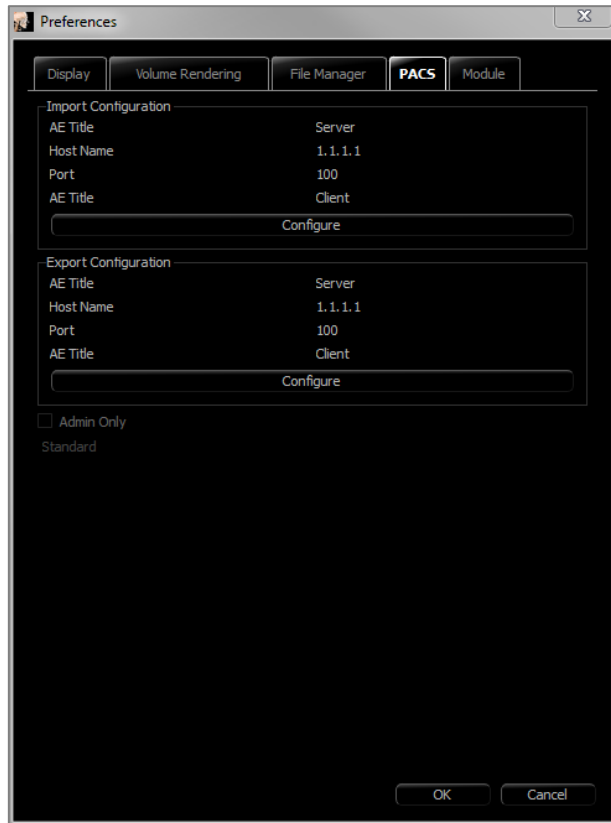 Preferences
Display Volume Rendering File Manager PACS Module
Import Configuration
AE Title Server
Host Name 1.1.1.1
Port 100
AE Title Client
Configure
Export Configuration
AE Title Server
Host Name 1.1.1.1
Port 100
AE Title Client
Configure
Admin Only
Standard
OK Cancel